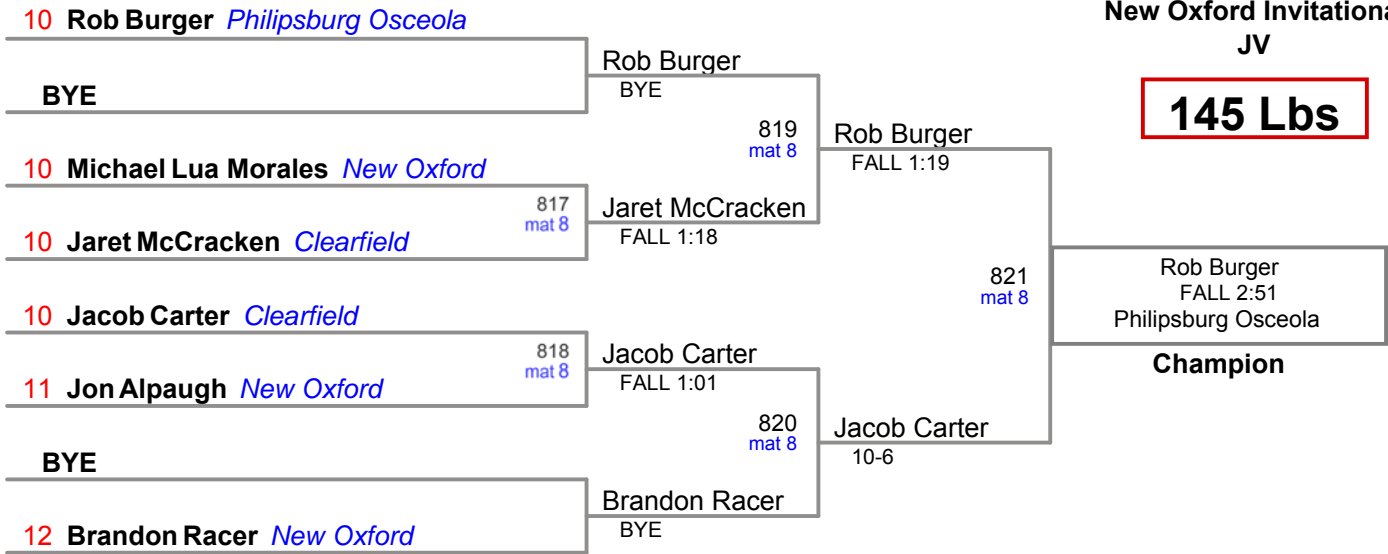 10 Rob Burger Philipsburg Osceola
BYE
10 Michael Lua Morales New Oxford
10 Jaret McCracken Clearfield
10 Jacob Carter Clearfield
11 Jon Alpaugh New Oxford
BYE
12 Brandon Racer New Oxford
817
mat 8
818
mat 8
Rob Burger
BYE
Jaret McCracken
FALL 1:18
Jacob Carter
FALL 1:01
Brandon Racer
BYE
819
mat 8
820
mat 8
Rob Burger
FALL 1:19
Jacob Carter
10-6
821
mat 8
New Oxford Invitationa
JV
145 Lbs
Rob Burger
FALL 2:51
Philipsburg Osceola
Champion